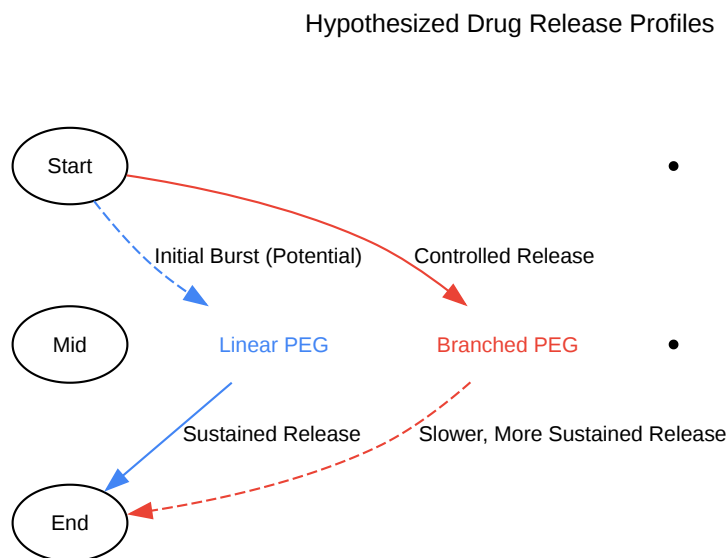 Hypothesized Drug Release Profiles
Start
Initial Burst (Potential)
Controlled Release
Mid
Linear PEG
Branched PEG
Sustained Release
Slower, More Sustained Release
End